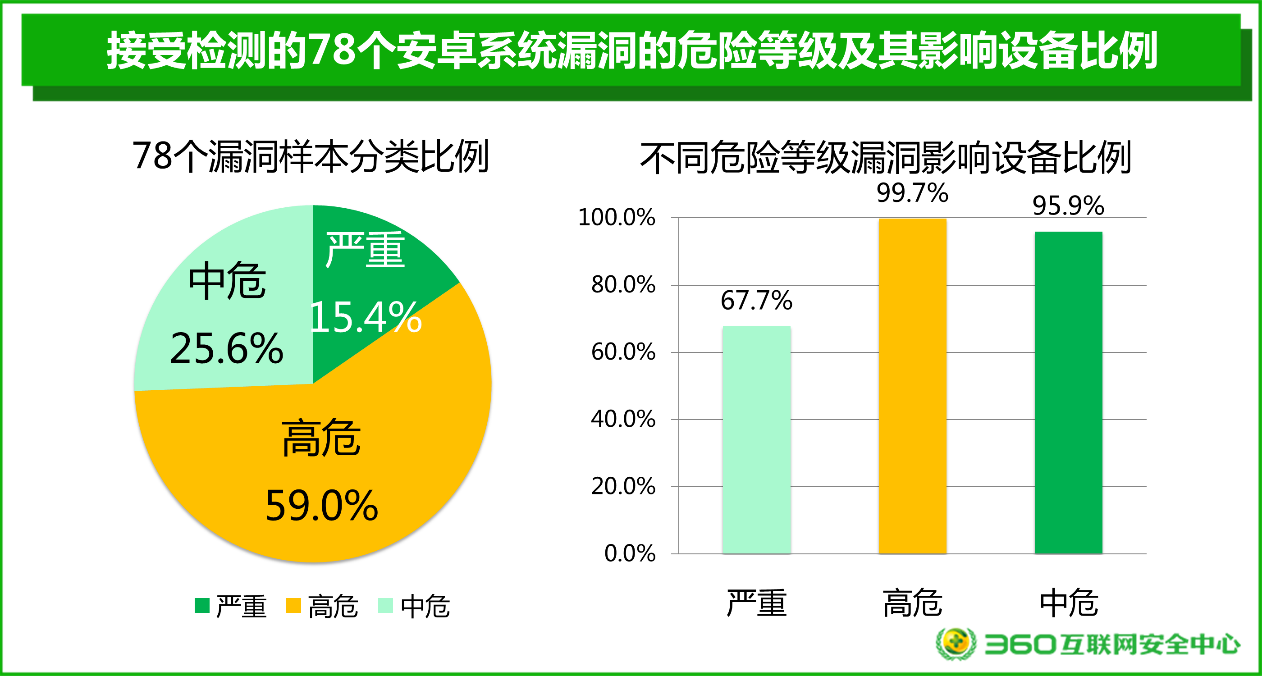 接受检测的78个安卓系统漏洞的危险等级及其影响设备比例
78个漏洞样本分类比例
严重
15.4%
中危
25.6%
高危
59.0%
严重 高危 中危
不同危险等级漏洞影响设备比例
99.7%
95.9%
67.7%
100.0%
80.0%
60.0%
40.0%
20.0%
0.0%
严重 高危 中危
360互联网安全中心